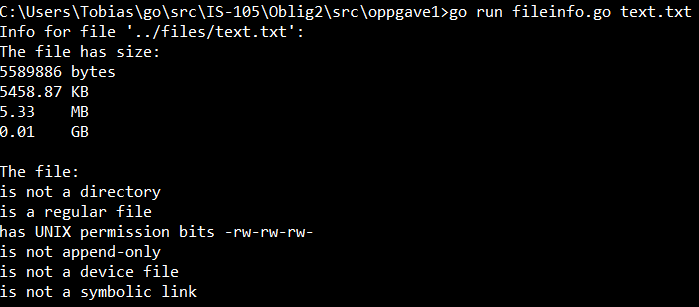 C:\Users\Tobias\go\src\IS-105\Oblig2\src\oppgave1>go run fileinfo.go text.txt
Info for file '../files/text.txt':
The file has size:
5589886 bytes
5458.87 KB
5.33    MB
0.01    GB

The file:
is not a directory
is a regular file
has UNIX permission bits -rw-rw-rw-
is not append-only
is not a device file
is not a symbolic link